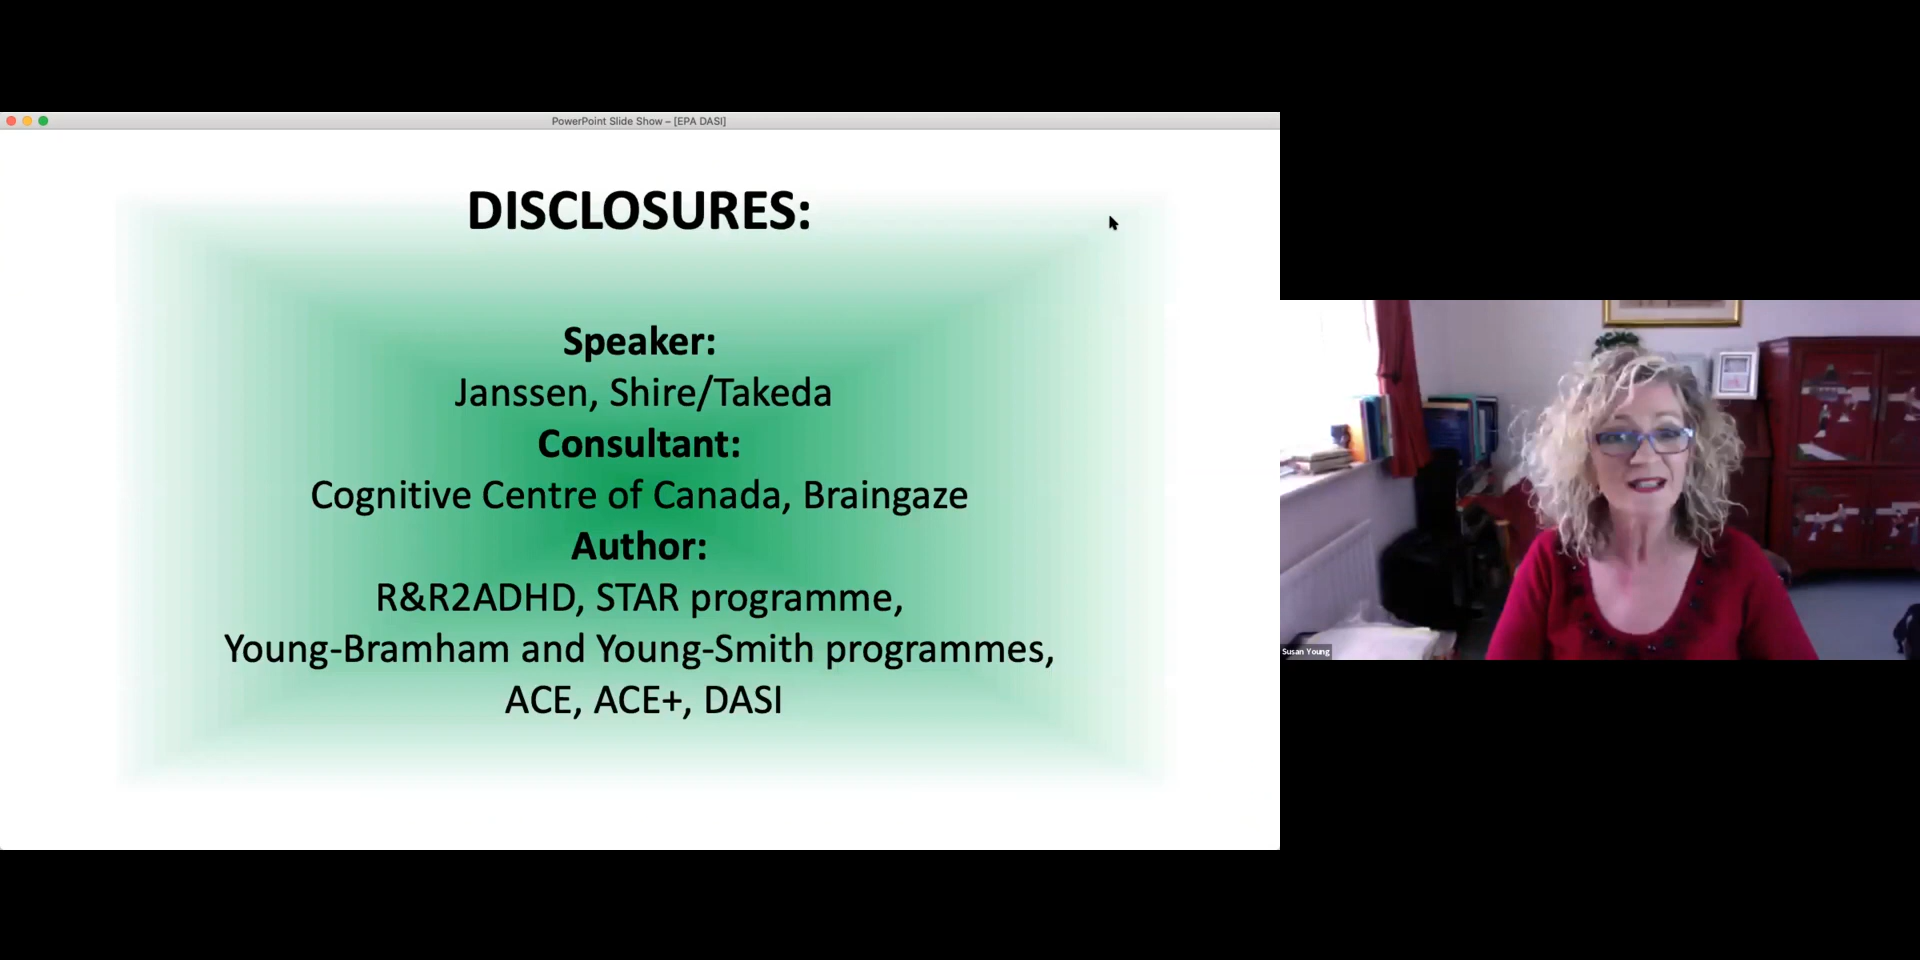 PowerPoint Slide Show – [EPA DASI]
DISCLOSURES:
Speaker:
Janssen, Shire/Takeda
Consultant:
Cognitive Centre of Canada, Braingaze
Author:
R&R2ADHD, STAR programme,
Young-Bramham and Young-Smith programmes,
ACE, ACE+, DASI
Susan Young